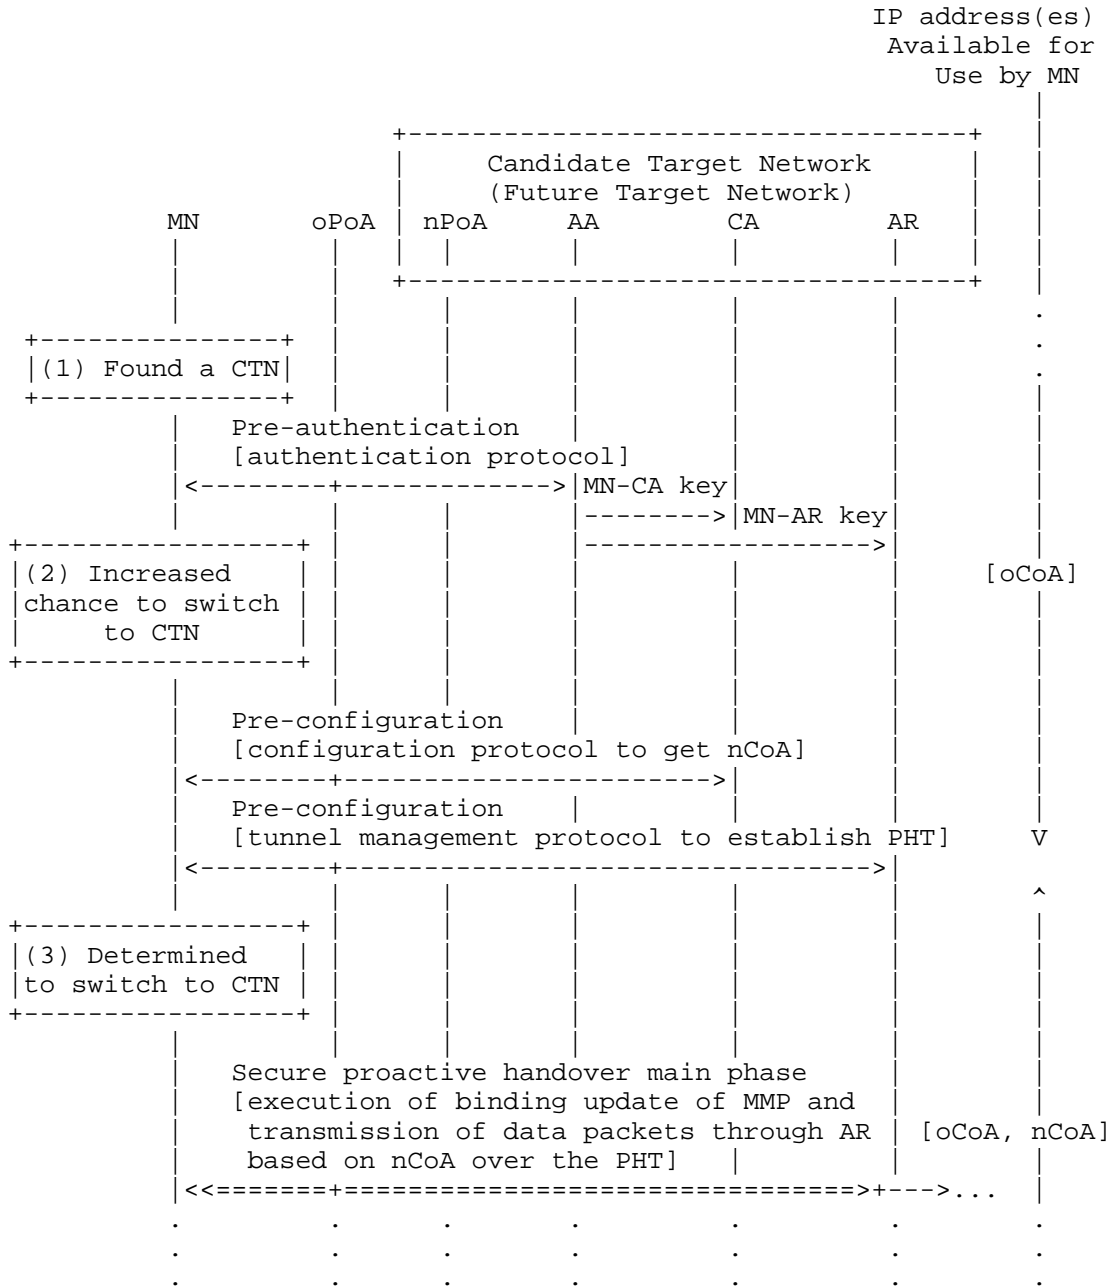 IP address(es)
Available for
Use by MN
Candidate Target Network
(Future Target Network)
MN oPoA nPoA AA CA AR
(1) Found a CTN
Pre-authentication
[authentication protocol]
MN-CA key
MN-AR key
(2) Increased [oCoA]
chance to switch
to CTN
Pre-configuration
[configuration protocol to get nCoA]
Pre-configuration
[tunnel management protocol to establish PHT] V
^
(3) Determined
to switch to CTN
Secure proactive handover main phase
[execution of binding update of MMP and
transmission of data packets through AR [oCoA, nCoA]
based on nCoA over the PHT]
<<=======+================================>+--->...